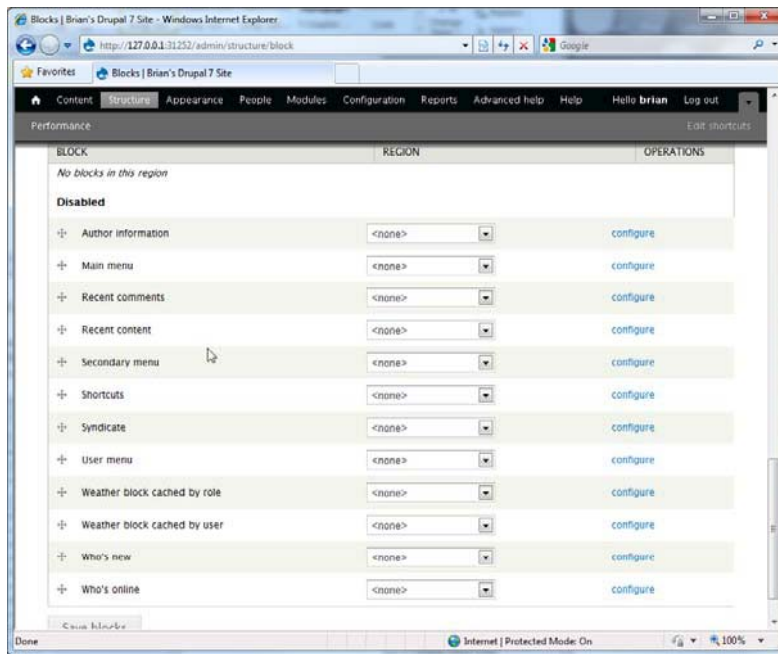 Blocks | Brian's Drupal 7 Site - Windows Internet Explorer
http://127.0.0.1:31252/admin/structure/block
Google
Favorites Blocks | Brian's Drupal 7 Site
Content Structure Appearance People Modules Configuration Reports Advanced help Help Hello brian Log out
Performance Edit shortcuts
BLOCK REGION OPERATIONS
No blocks in this region
Disabled
Author information <none> configure
Main menu <none> configure
Recent comments <none> configure
Recent content <none> configure
Secondary menu <none> configure
Shortcuts <none> configure
Syndicate <none> configure
User menu <none> configure
Weather block cached by role <none> configure
Weather block cached by user <none> configure
Who's new <none> configure
Who's online <none> configure
Save blocks
Done Internet | Protected Mode: On 100%